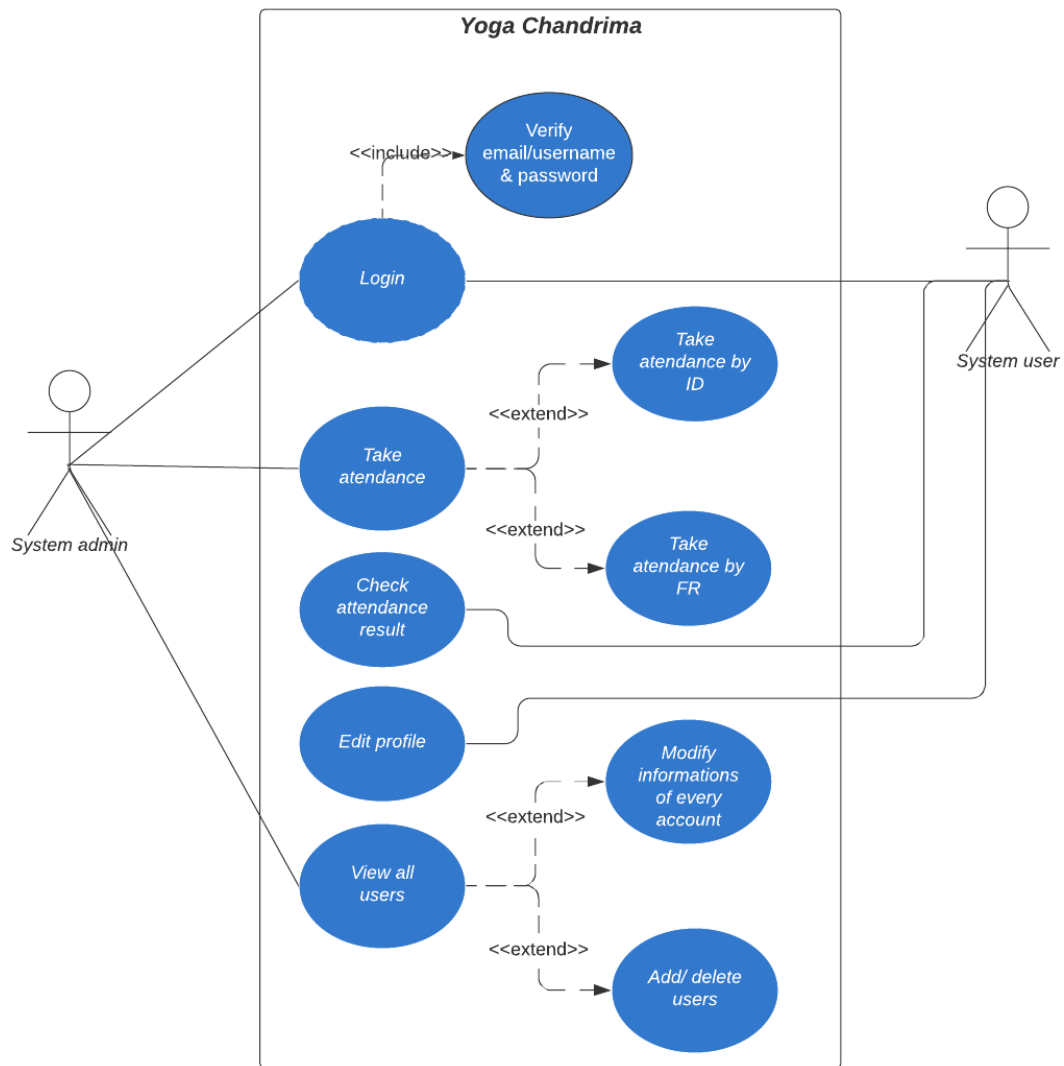 Yoga Chandrima
Verify
email/username
& password
<<include>>
Login
System user
Take
atendance by
ID
<<extend>>
Take
atendance
<<extend>>
System admin
Take
atendance by
FR
Check
attendance
result
Edit profile
Modify
informations
of every
account
<<extend>>
View all
users
<<extend>>
Add/ delete
users